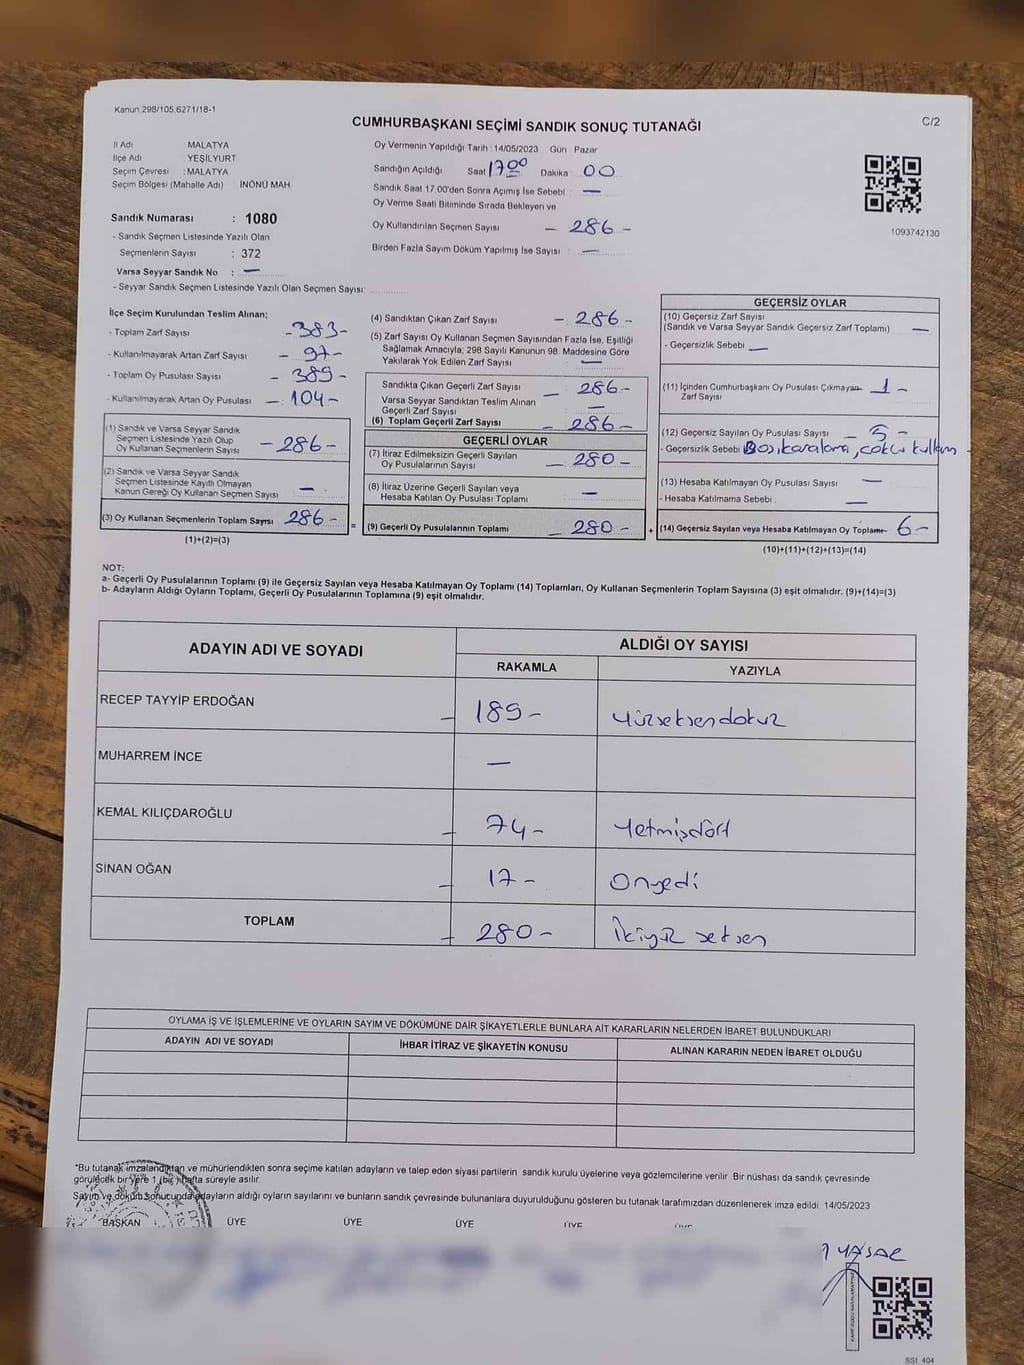 Kanun 298/105 6271/18-1
C/2
CUMHURBAŞKANI SEÇİMİ SANDIK SONUÇ TUTANAĞI
İl Adı MALATYA
İlçe Adı YEŞİLYURT
Seçim Çevresi : MALATYA
Seçim Bölgesi (Mahalle Adı) İNÖNÜ MAH
Sandık Numarası : 1080
- Sandık Seçmen Listesinde Yazılı Olan
Seçmenlerin Sayısı : 372
Varsa Seyyar Sandık No : —
- Seyyar Sandık Seçmen Listesinde Yazılı Olan Seçmen Sayısı:
Oy Vermenin Yapıldığı Tarih : 14/05/2023 Gün : Pazar
Sandığın Açıldığı Saat 17 00 Dakika 00
Sandık Saat 17.00'den Sonra Açımış İse Sebebi : —
Oy Verme Saati Bitiminde Sırada Bekleyen ve
Oy Kullandırılan Seçmen Sayısı – 286 –
Birden Fazla Sayım Döküm Yapılmış İse Sayısı : —
1093742130
İlçe Seçim Kurulundan Teslim Alınan;
- Toplam Zarf Sayısı - 383 -
- Kullanılmayarak Artan Zarf Sayısı - 97 -
- Toplam Oy Pusulası Sayısı - 389 -
- Kullanılmayarak Artan Oy Pusulası - 104 -
(1) Sandık ve Varsa Seyyar Sandık
Seçmen Listesinde Yazılı Olup
Oy Kullanan Seçmenlerin Sayısı - 286 -
(2) Sandık ve Varsa Seyyar Sandık
Seçmen Listesinde Kayıtlı Olmayan
Kanun Gereği Oy Kullanan Seçmen Sayısı —
(3) Oy Kullanan Seçmenlerin Toplam Sayısı 286 -
(1)+(2)=(3)
=
(4) Sandıktan Çıkan Zarf Sayısı - 286 -
(5) Zarf Sayısı Oy Kullanan Seçmen Sayısından Fazla İse, Eşitliği
Sağlamak Amacıyla, 298 Sayılı Kanunun 98. Maddesine Göre
Yakılarak Yok Edilen Zarf Sayısı —
Sandıkta Çıkan Geçerli Zarf Sayısı - 286 -
Varsa Seyyar Sandıktan Teslim Alınan
Geçerli Zarf Sayısı —
(6) Toplam Geçerli Zarf Sayısı - 286 -
GEÇERLİ OYLAR
(7) İtiraz Edilmeksizin Geçerli Sayılan
Oy Pusulalarının Sayısı - 280 -
(8) İtiraz Üzerine Geçerli Sayılan veya
Hesaba Katılan Oy Pusulası Toplamı —
(9) Geçerli Oy Pusulalarının Toplamı - 280 -
+
GEÇERSİZ OYLAR
(10) Geçersiz Zarf Sayısı
(Sandık ve Varsa Seyyar Sandık Geçersiz Zarf Toplamı) —
- Geçersizlik Sebebi —
(11) İçinden Cumhurbaşkanı Oy Pusulası Çıkmayan 1 -
Zarf Sayısı
(12) Geçersiz Sayılan Oy Pusulası Sayısı - 5 -
- Geçersizlik Sebebi Boş, karalama, çoklu kullanım
(13) Hesaba Katılmayan Oy Pusulası Sayısı —
- Hesaba Katılmama Sebebi : —
(14) Geçersiz Sayılan veya Hesaba Katılmayan Oy Toplamı 6 -
(10)+(11)+(12)+(13)=(14)
NOT:
a- Geçerli Oy Pusulalarının Toplamı (9) ile Geçersiz Sayılan veya Hesaba Katılmayan Oy Toplamı (14) Toplamları, Oy Kullanan Seçmenlerin Toplam Sayısına (3) eşit olmalıdır. (9)+(14)=(3)
b- Adayların Aldığı Oyların Toplamı, Geçerli Oy Pusulalarının Toplamına (9) eşit olmalıdır.
ADAYIN ADI VE SOYADI ALDIĞI OY SAYISI
RAKAMLA YAZIYLA
RECEP TAYYİP ERDOĞAN - 189 - Yüzseksendokuz
MUHARREM İNCE —
KEMAL KILIÇDAROĞLU - 74 - Yetmişdört
SİNAN OĞAN - 17 - Onyedi
TOPLAM - 280 - İkiyüz seksen
OYLAMA İŞ VE İŞLEMLERİNE VE OYLARIN SAYIM VE DÖKÜMÜNE DAİR ŞİKAYETLERLE BUNLARA AİT KARARLARIN NELERDEN İBARET BULUNDUKLARI
ADAYIN ADI VE SOYADI İHBAR İTİRAZ VE ŞİKAYETİN KONUSU ALINAN KARARIN NEDEN İBARET OLDUĞU
*Bu tutanak imzalandıktan ve mühürlendikten sonra seçime katılan adayların ve talep eden siyasi partilerin sandık kurulu üyelerine veya gözlemcilerine verilir. Bir nüshası da sandık çevresinde
görülecek bir yere 1 (bir) hafta süreyle asılır.
Sayım ve döküm sonucunda adayların aldığı oyların sayılarını ve bunların sandık çevresinde bulunanlara duyurulduğunu gösteren bu tutanak tarafımızdan düzenlenerek imza edildi 14/05/2023
BAŞKAN ÜYE ÜYE ÜYE ÜYE ÜYE
YAŞAR
SSİ 404